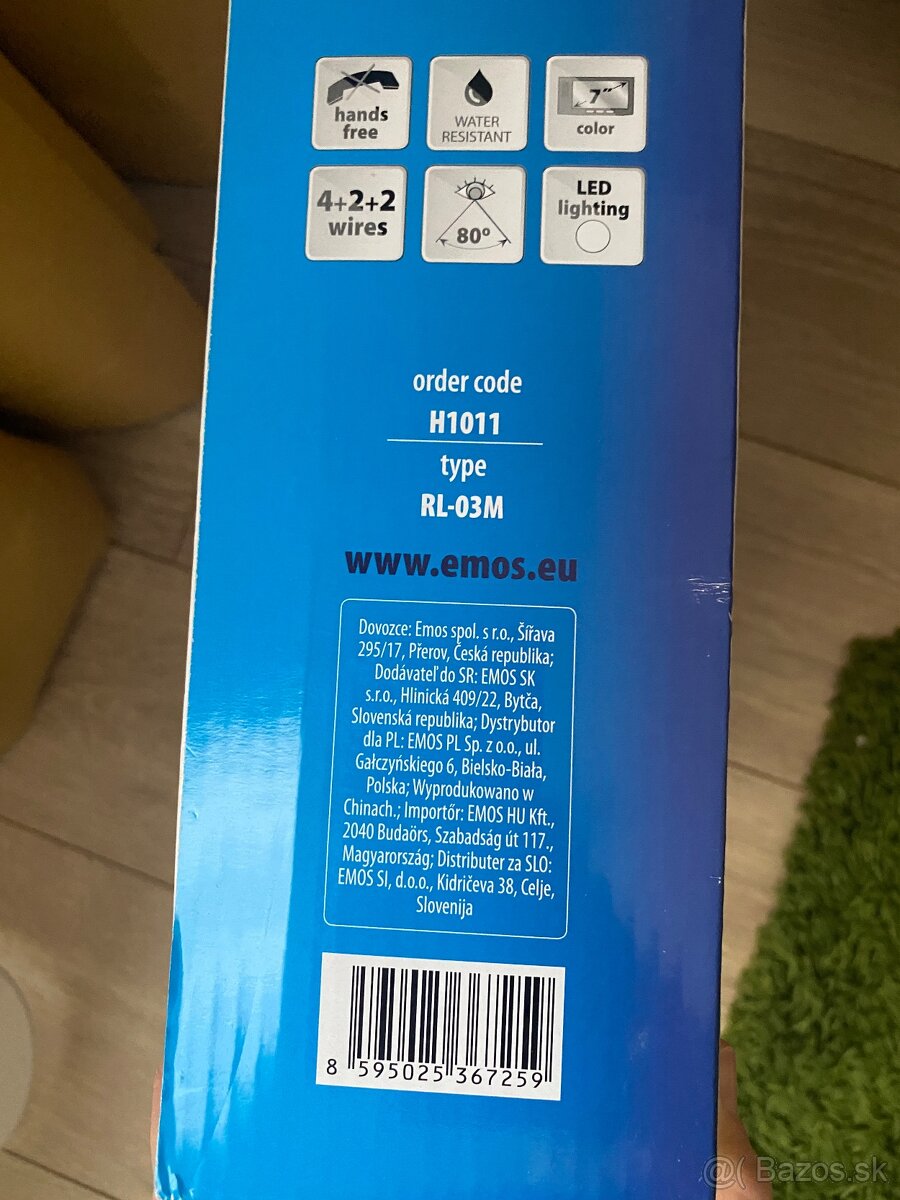 hands
free
WATER
RESISTANT
7"
color
4+2+2
wires
80°
LED
lighting
order code
H1011
type
RL-03M
www.emos.eu
Dovozce: Emos spol. s r.o., Šířava
295/17, Přerov, Česká republika;
Dodávateľ do SR: EMOS SK
s.r.o., Hlinická 409/22, Bytča,
Slovenská republika; Dystrybutor
dla PL: EMOS PL Sp. z o.o., ul.
Gałczyńskiego 6, Bielsko-Biała,
Polska; Wyprodukowano w
Chinach.; Importőr: EMOS HU Kft.,
2040 Budaörs, Szabadság út 117.,
Magyarország; Distributer za SLO:
EMOS SI, d.o.o., Kidričeva 38, Celje,
Slovenija
8 595025 367259
@( Bazos.sk